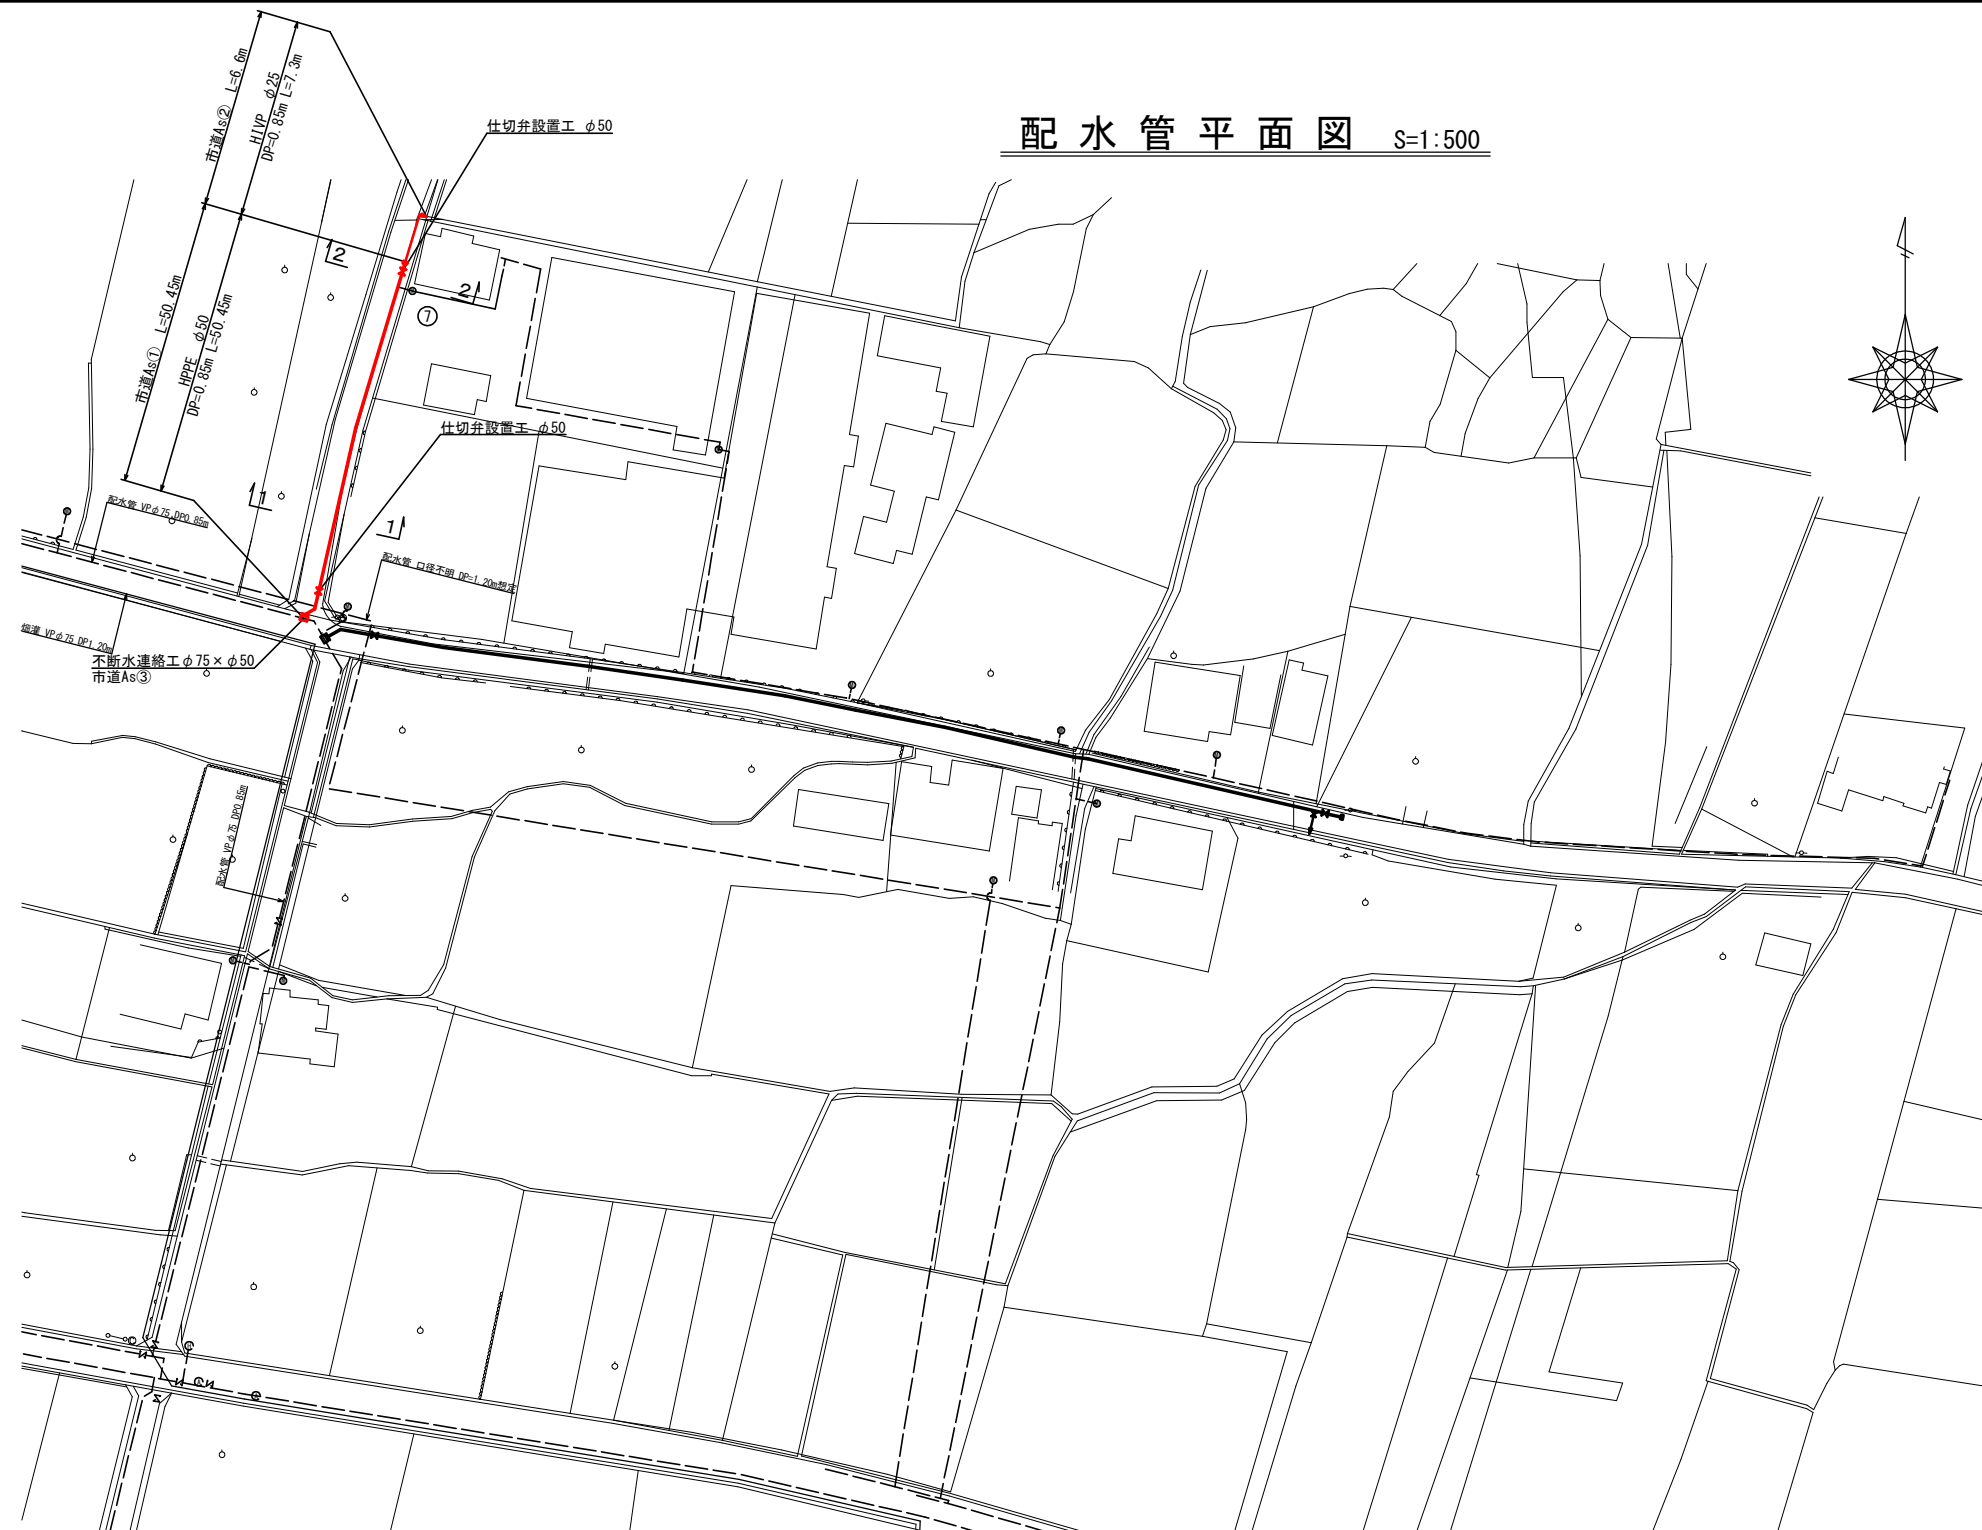 配水管平面図 S=1:500
市道As② L=6.6m
HIVP φ25
DP=0.85m L=7.3m
仕切弁設置工 φ50
市道As① L=50.45m
HPPE φ50
DP=0.85m L=50.45m
2
2
⑦
仕切弁設置工 φ50
1
1
配水管 VPφ75 DP0.85m
配水管 口径不明 DP=1.20m想定
畑灌 VPφ75 DP1.20m
不断水連絡工φ75×φ50
市道As③
配水管 VPφ75 DP0.85m